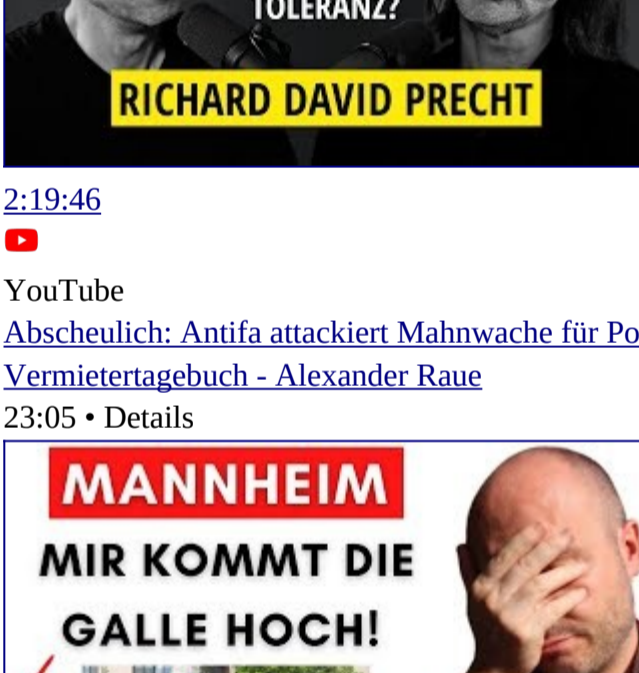 TOLERANZ?
RICHARD DAVID PRECHT
2:19:46
YouTube
Abscheulich: Antifa attackiert Mahnwache für Po
Vermietertagebuch - Alexander Raue
23:05 • Details
MANNHEIM
MIR KOMMT DIE
GALLE HOCH!